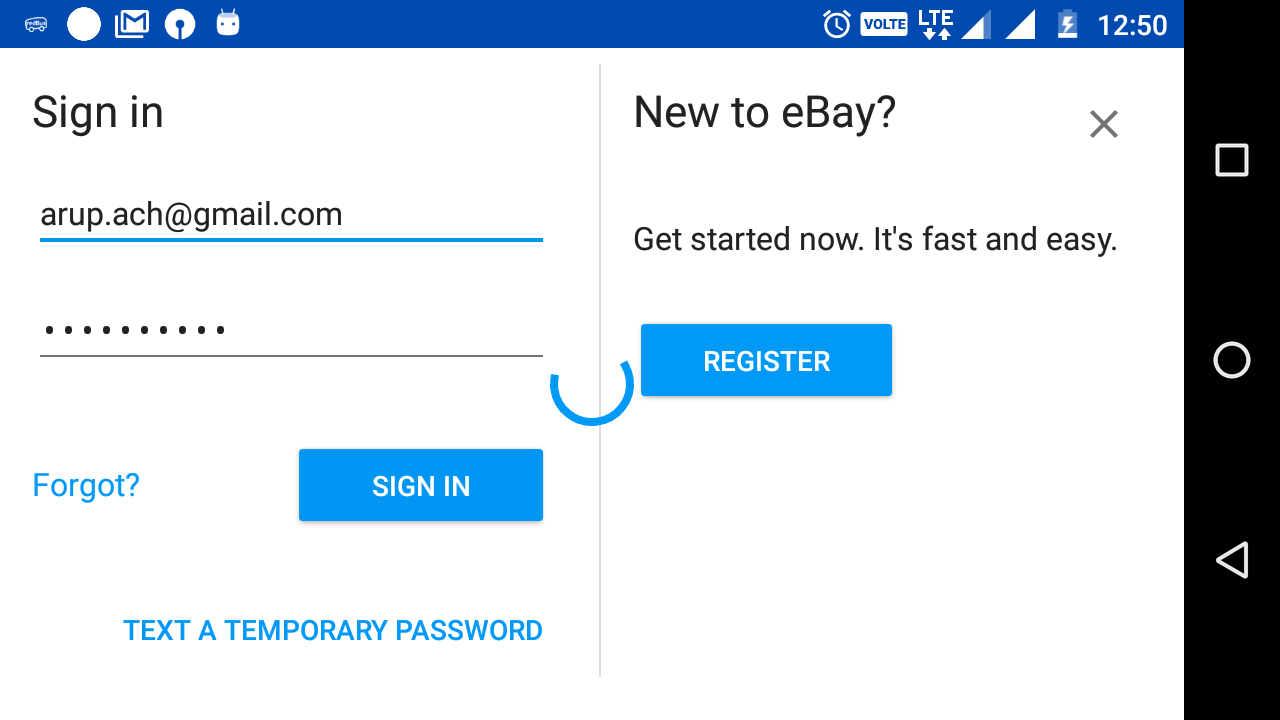 redBus
VOLTE
LTE
12:50
Sign in
arup.ach@gmail.com
Forgot?
SIGN IN
TEXT A TEMPORARY PASSWORD
New to eBay?
Get started now. It's fast and easy.
REGISTER